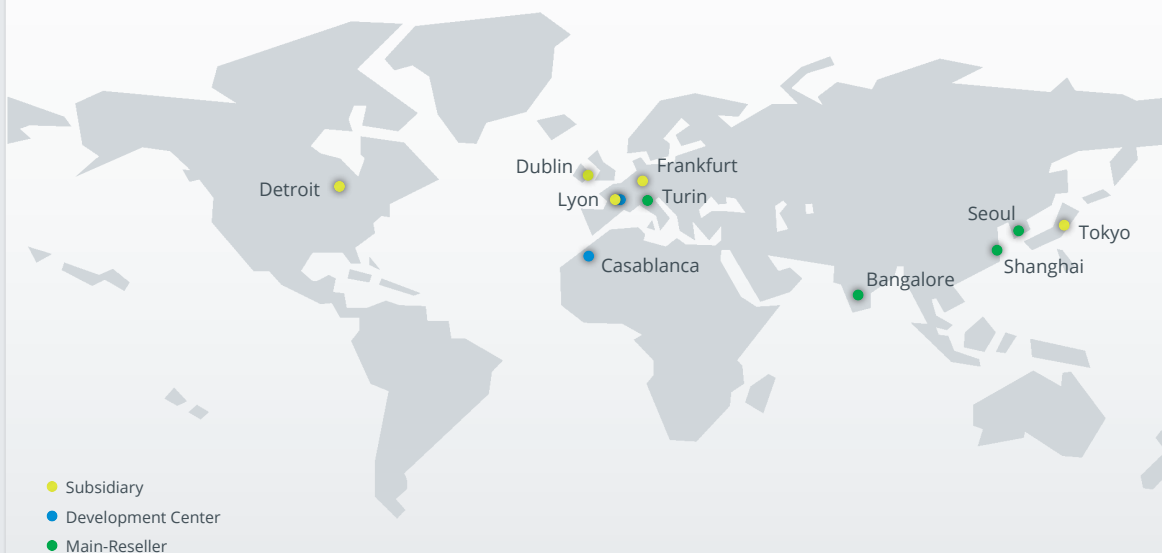 Dublin
Frankfurt
Detroit
Lyon
Turin
Seoul
Tokyo
Casablanca
Shanghai
Bangalore
Subsidiary
Development Center
Main-Reseller